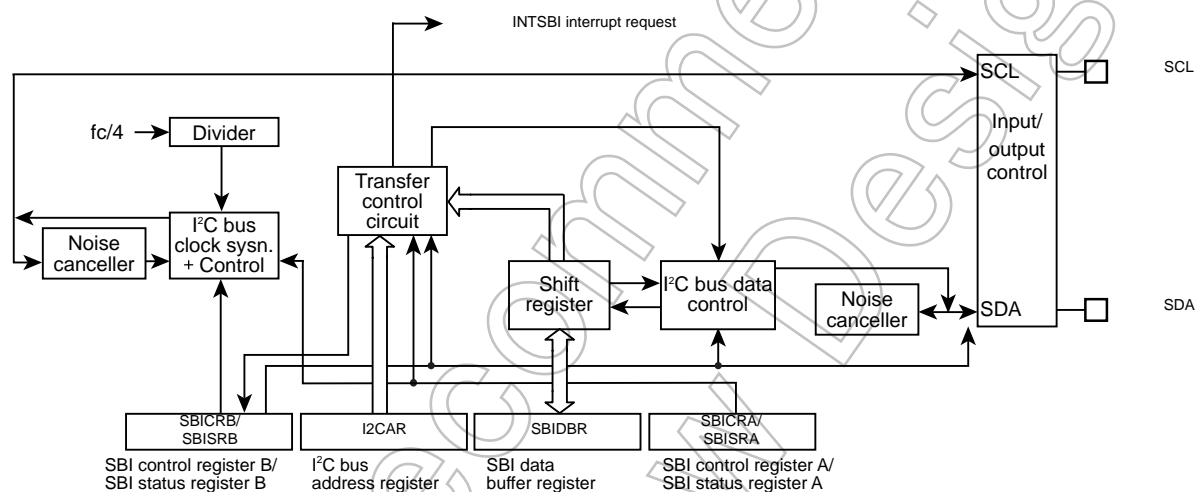 INTSBI interrupt request
SCL
SCL
fc/4
Divider
Input/
output
control
Transfer
control
circuit
I²C bus
clock sysn.
+ Control
Noise
canceller
Shift
register
I²C bus data
control
Noise
canceller
SDA
SDA
SBICRB/
SBISRB
I2CAR
SBIDBR
SBICRA/
SBISRA
SBI control register B/
SBI status register B
I²C bus
address register
SBI data
buffer register
SBI control register A/
SBI status register A
ecomme
w Desig